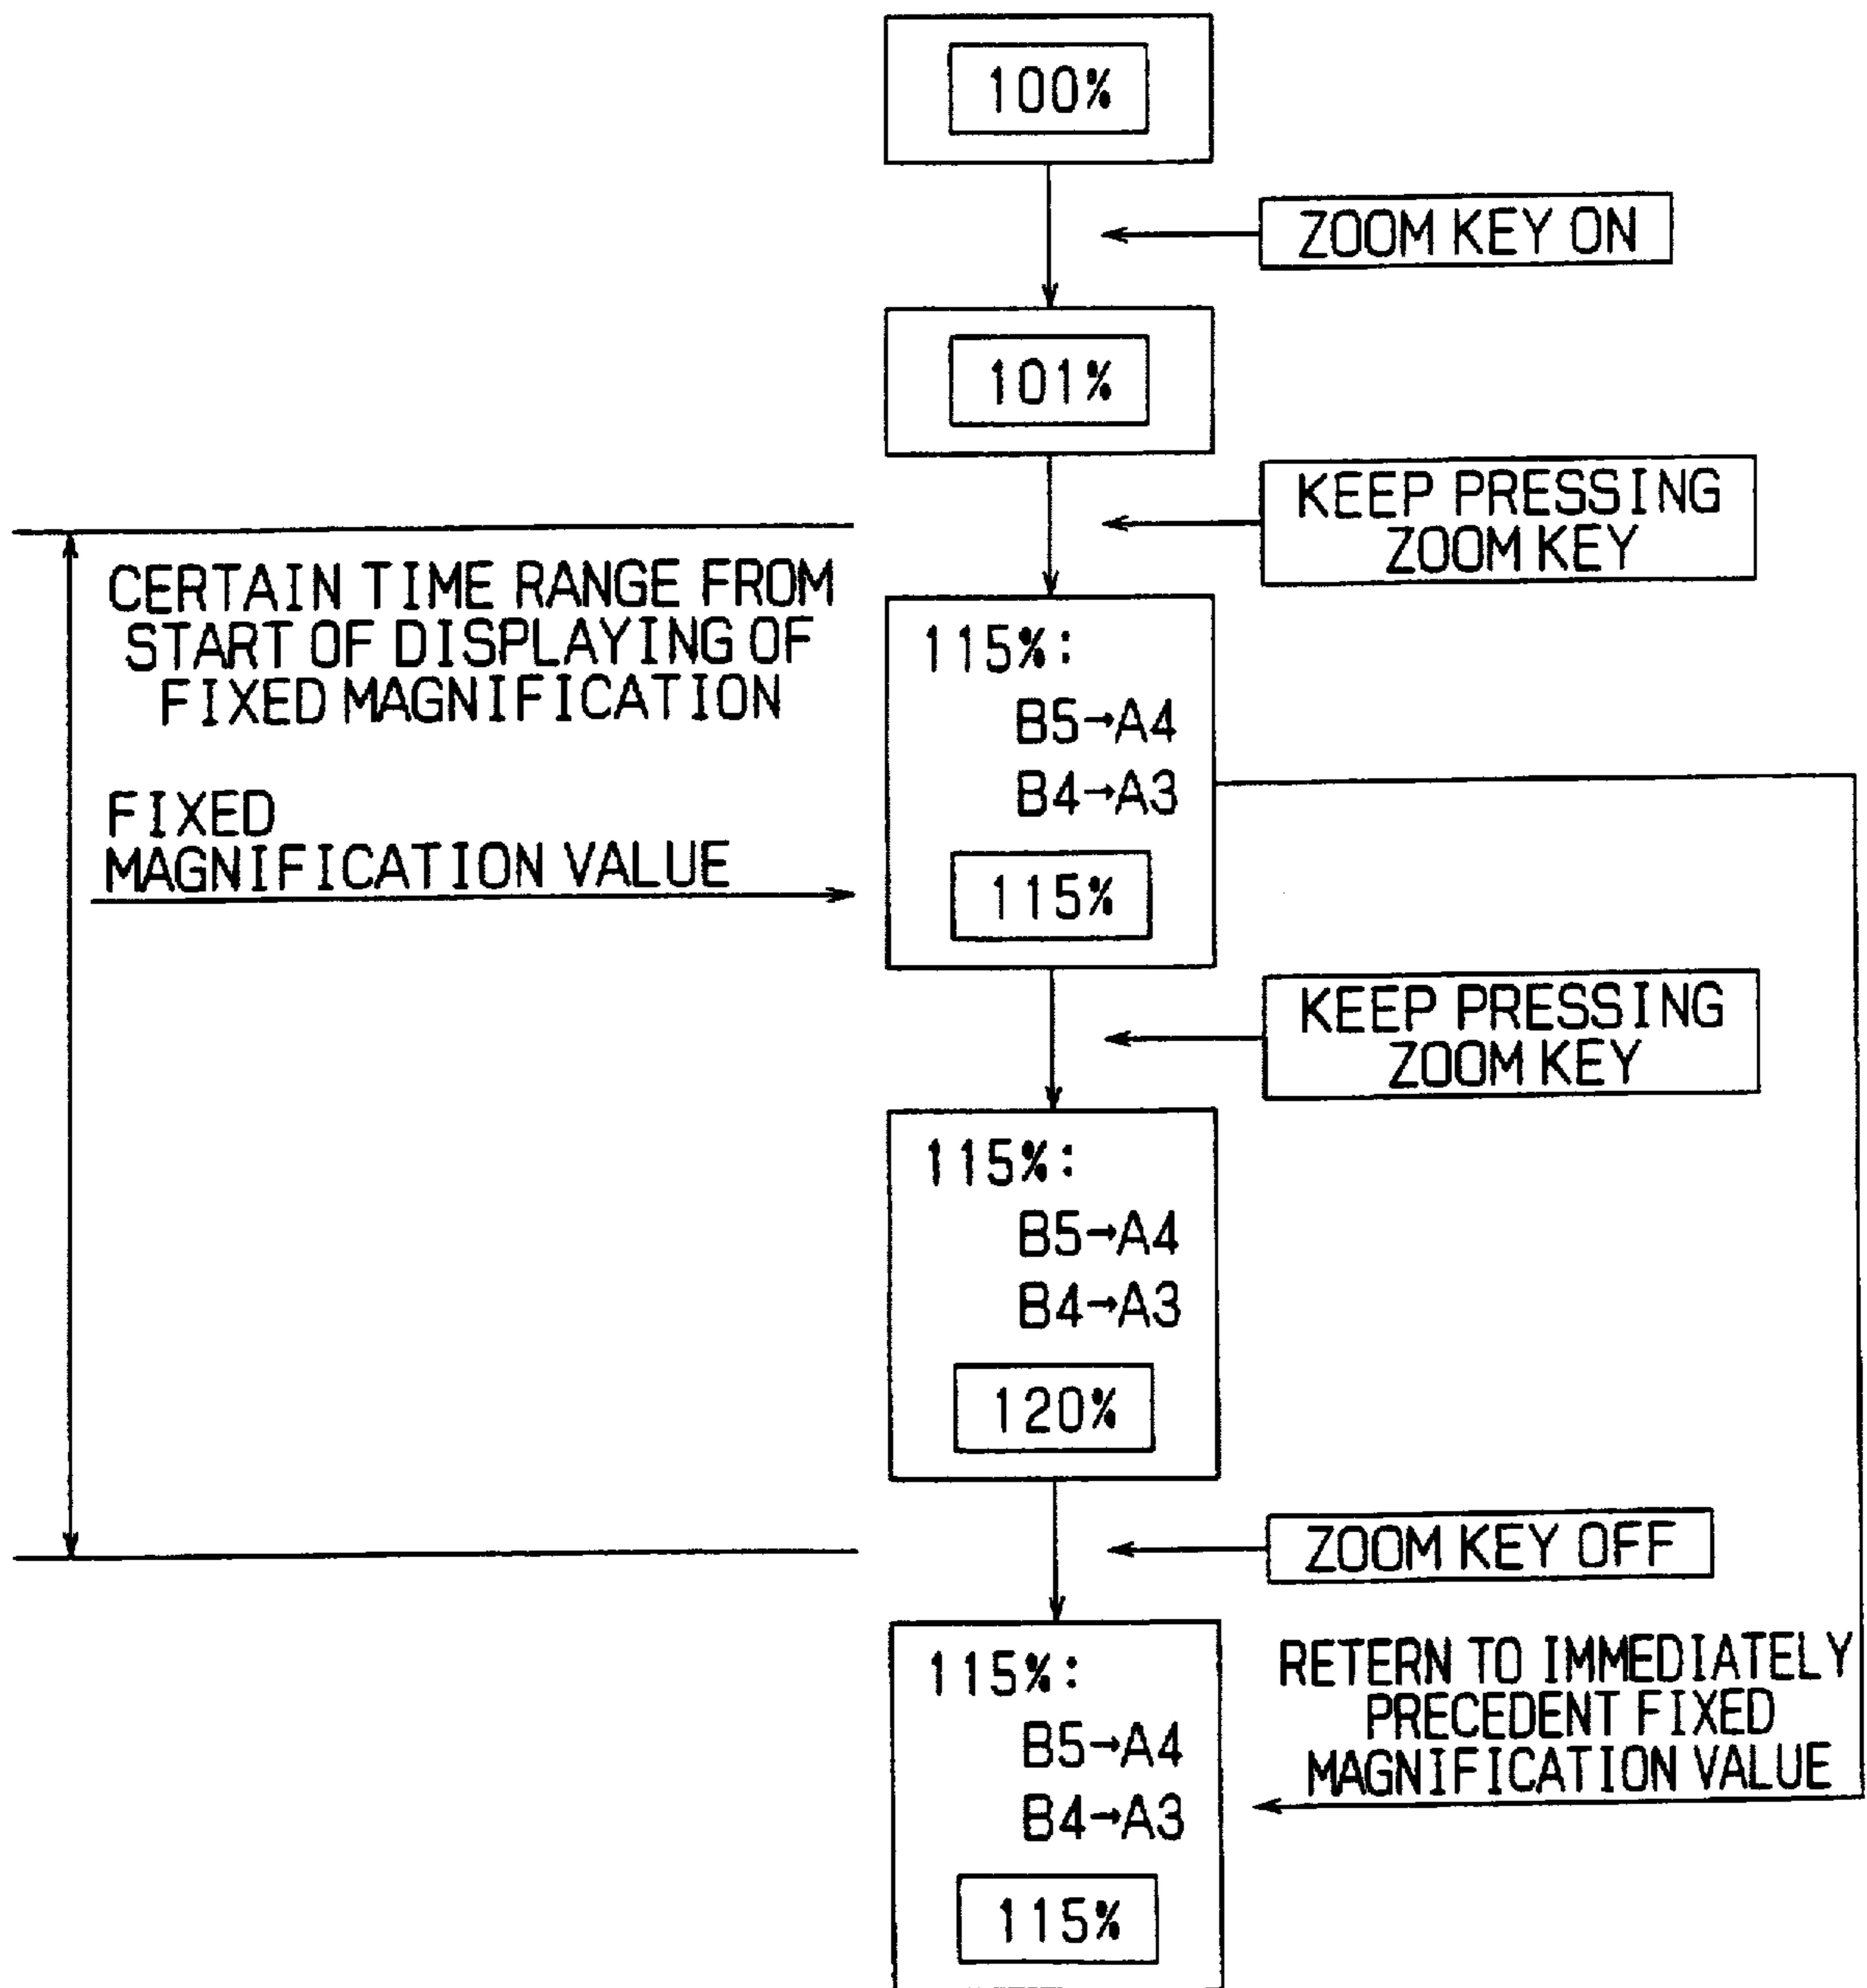 100%
ZOOM KEY ON
101%
KEEP PRESSING
ZOOM KEY
CERTAIN TIME RANGE FROM
START OF DISPLAYING OF
FIXED MAGNIFICATION
115%:
B5→A4
B4→A3
FIXED
MAGNIFICATION VALUE
115%
KEEP PRESSING
ZOOM KEY
115%:
B5→A4
B4→A3
120%
ZOOM KEY OFF
115%:
B5→A4
B4→A3
RETERN TO IMMEDIATELY
PRECEDENT FIXED
MAGNIFICATION VALUE
115%